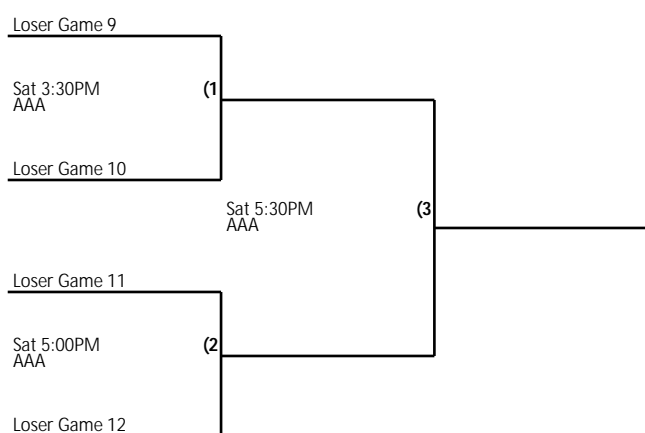 Loser Game 9
Sat 3:30PM
AAA
(1
Loser Game 10
Sat 5:30PM
AAA
(3
Loser Game 11
Sat 5:00PM
AAA
(2
Loser Game 12